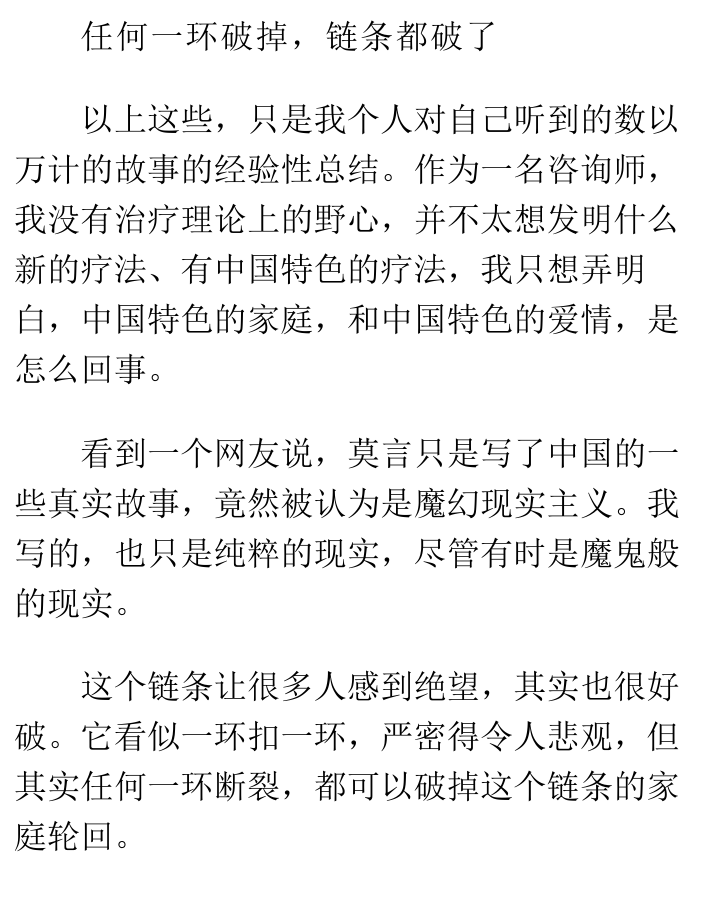 任何一环破掉，链条都破了
以上这些，只是我个人对自己听到的数以
万计的故事的经验性总结。作为一名咨询师，
我没有治疗理论上的野心，并不太想发明什么
新的疗法、有中国特色的疗法，我只想弄明
白，中国特色的家庭，和中国特色的爱情，是
怎么回事。
看到一个网友说，莫言只是写了中国的一
些真实故事，竟然被认为是魔幻现实主义。我
写的，也只是纯粹的现实，尽管有时是魔鬼般
的现实。
这个链条让很多人感到绝望，其实也很好
破。它看似一环扣一环，严密得令人悲观，但
其实任何一环断裂，都可以破掉这个链条的家
庭轮回。